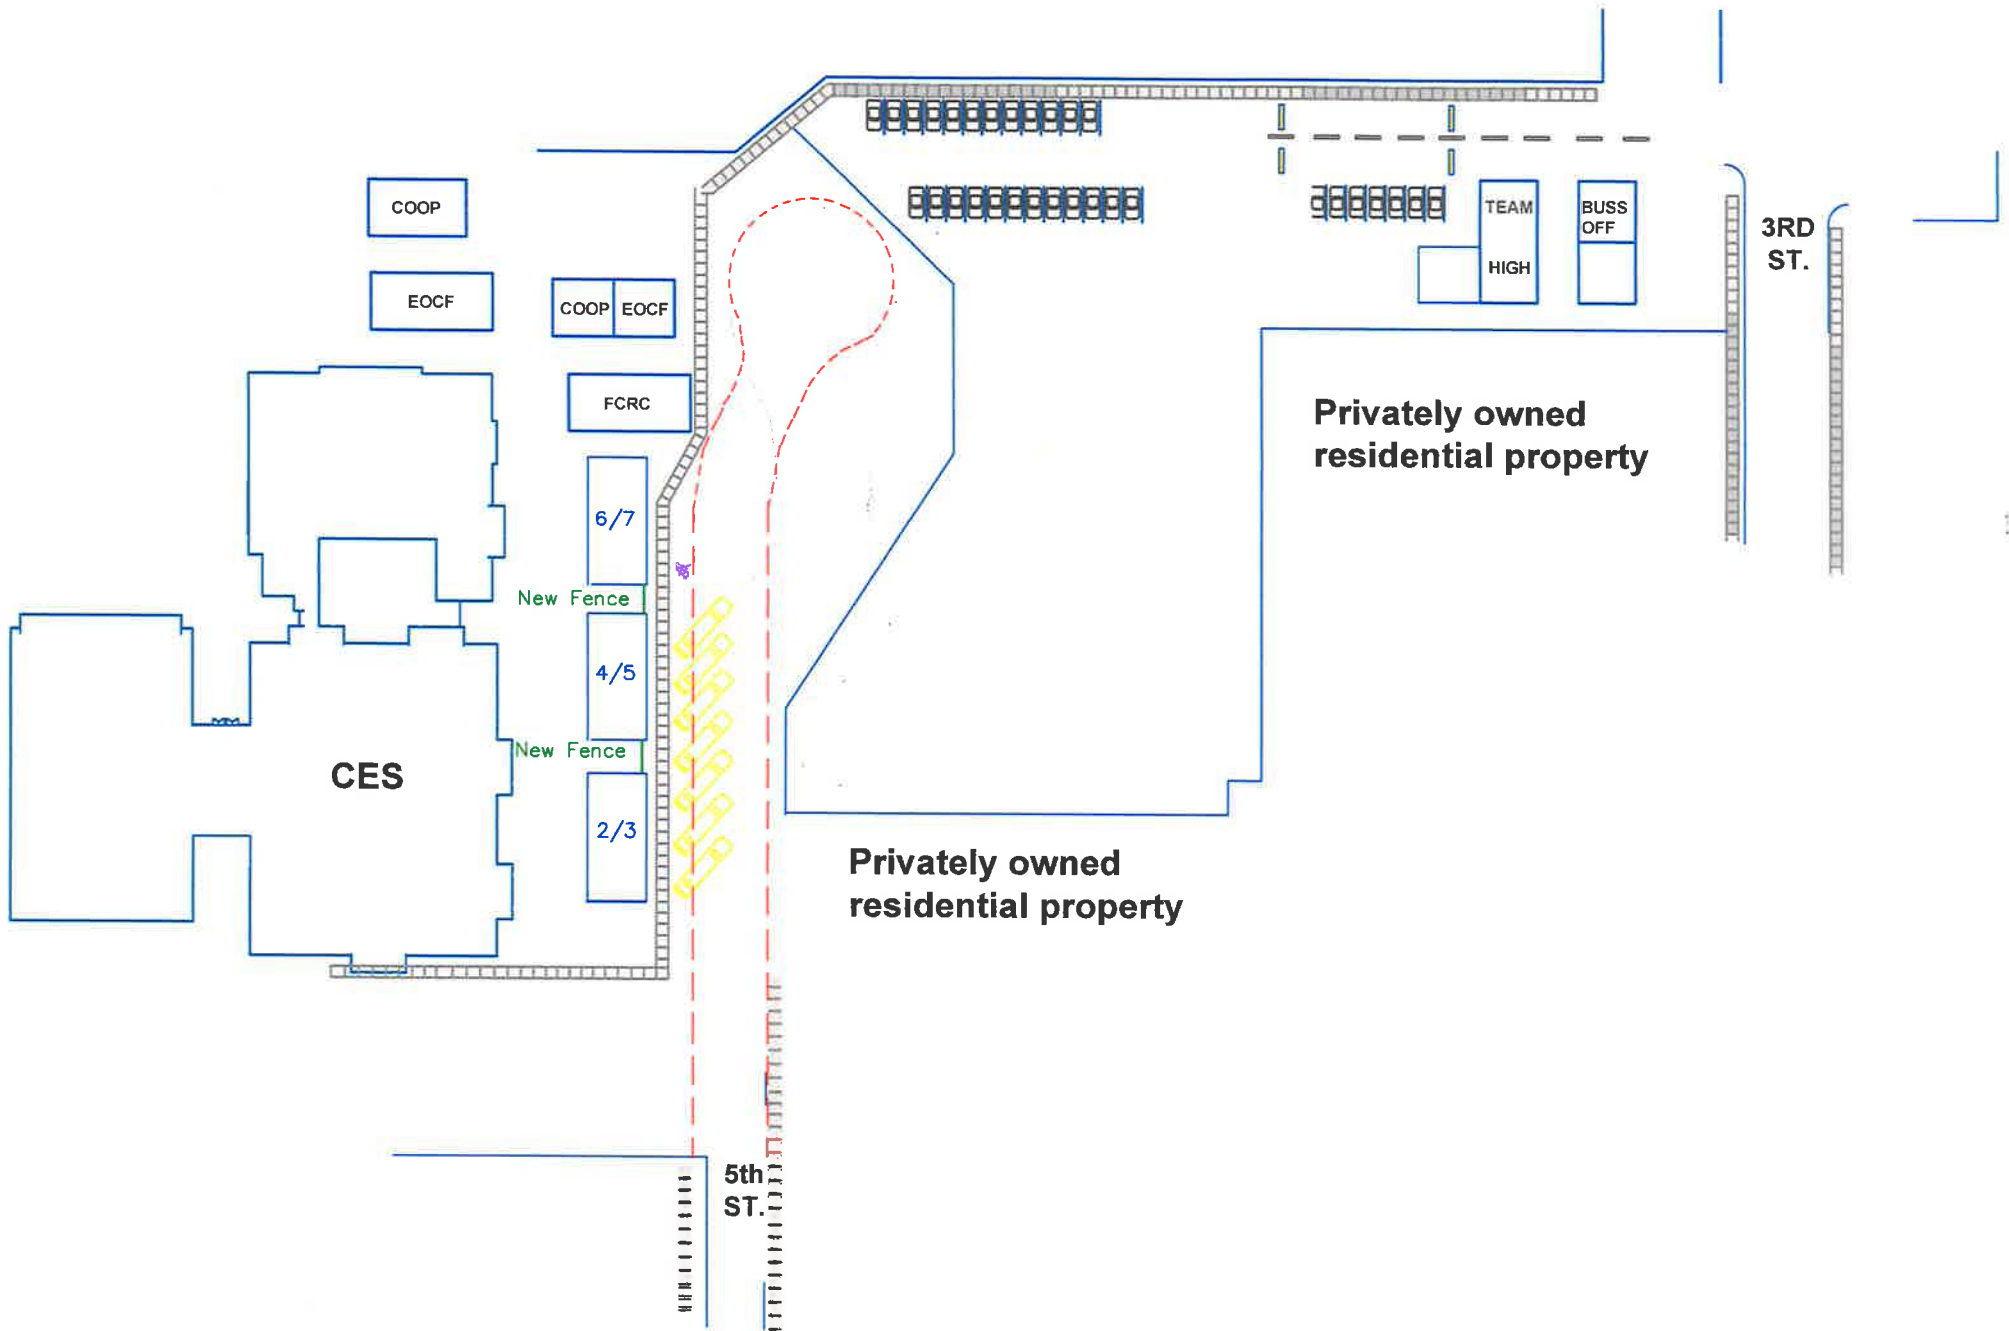 COOP
TEAM
BUSS
OFF
3RD
ST.
EOCF
COOP
EOCF
HIGH
FCRC
Privately owned
residential property
6/7
New Fence
4/5
New Fence
CES
2/3
Privately owned
residential property
5th
ST.